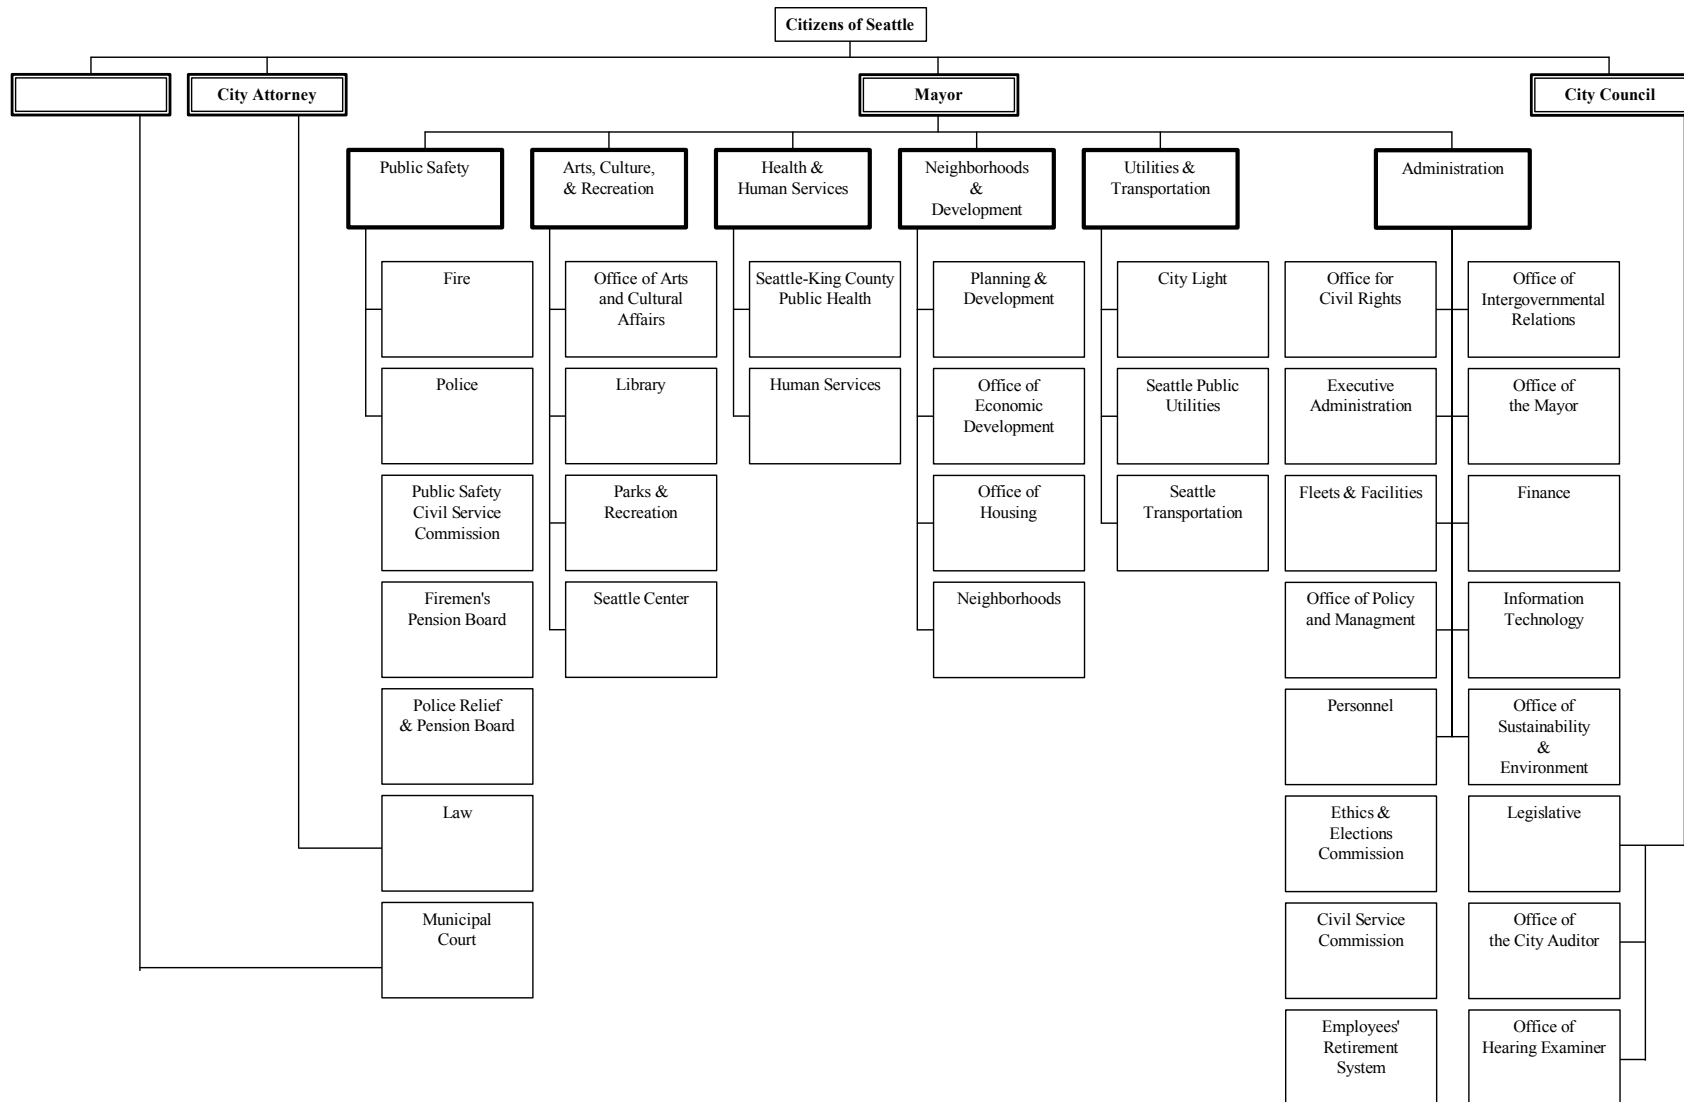 Citizens of Seattle
City Attorney
Mayor
City Council
Public Safety
Arts, Culture,
& Recreation
Health &
Human Services
Neighborhoods
&
Development
Utilities &
Transportation
Administration
Fire
Police
Public Safety
Civil Service
Commission
Firemen's
Pension Board
Police Relief
& Pension Board
Law
Municipal
Court
Office of Arts
and Cultural
Affairs
Library
Parks &
Recreation
Seattle Center
Seattle-King County
Public Health
Human Services
Planning &
Development
Office of
Economic
Development
Office of
Housing
Neighborhoods
City Light
Seattle Public
Utilities
Seattle
Transportation
Office for
Civil Rights
Executive
Administration
Fleets & Facilities
Office of Policy
and Managment
Personnel
Ethics &
Elections
Commission
Civil Service
Commission
Employees'
Retirement
System
Office of
Intergovernmental
Relations
Office of
the Mayor
Finance
Information
Technology
Office of
Sustainability
&
Environment
Legislative
Office of
the City Auditor
Office of
Hearing Examiner